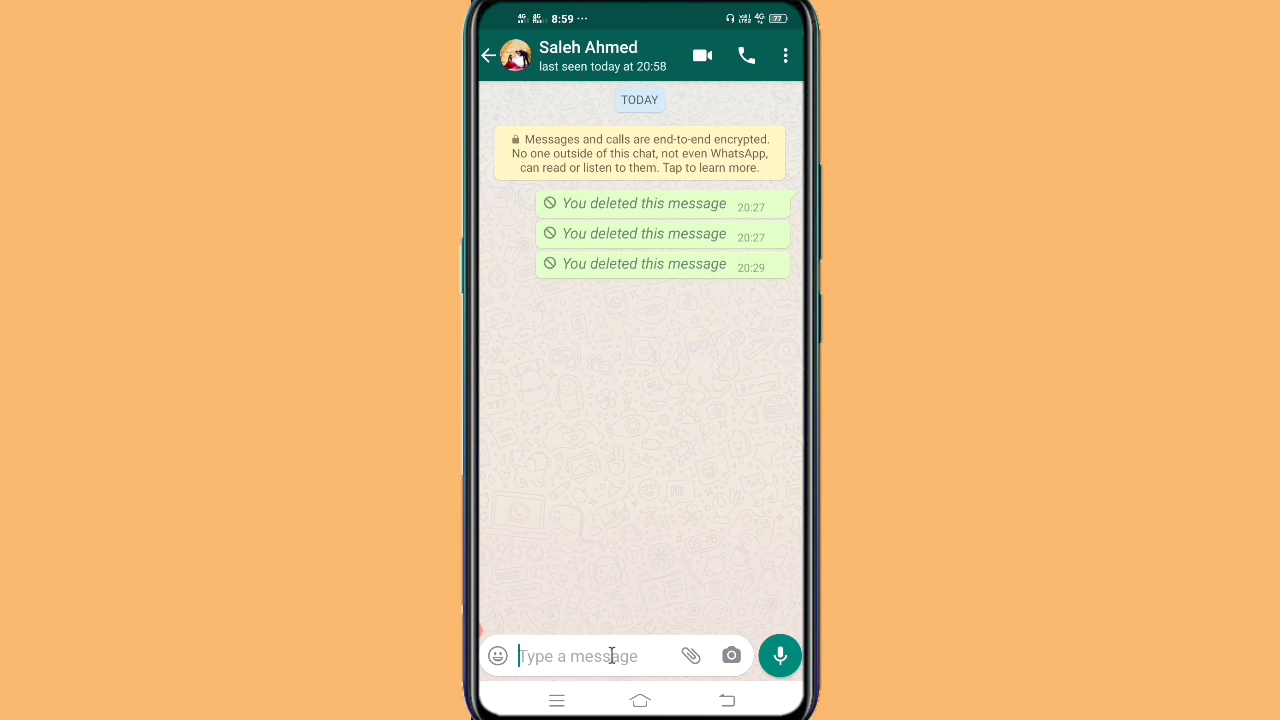 8:59 ... 77
Saleh Ahmed
last seen today at 20:58
TODAY
Messages and calls are end-to-end encrypted.
No one outside of this chat, not even WhatsApp,
can read or listen to them. Tap to learn more.
You deleted this message 20:27
You deleted this message 20:27
You deleted this message 20:29
Type a message